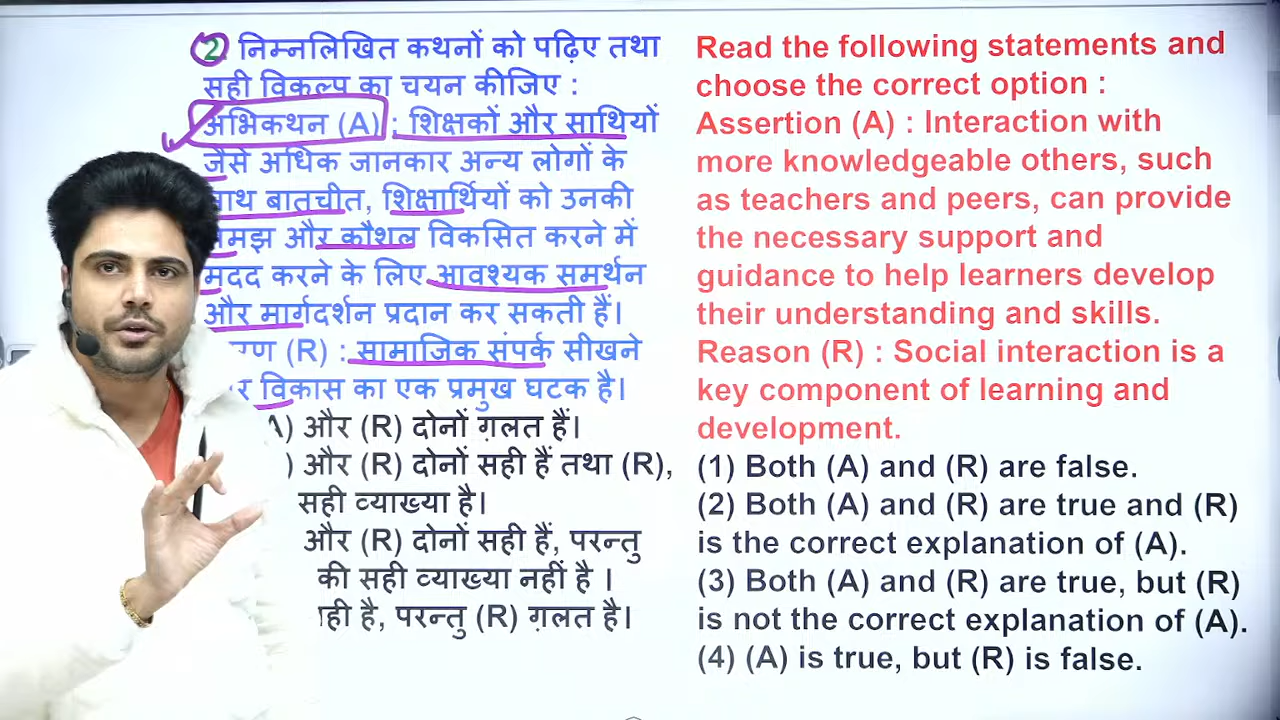 2 निम्नलिखित कथनों को पढ़िए तथा
सही विकल्प का चयन कीजिए :
अभिकथन (A) : शिक्षकों और साथियों
जैसे अधिक जानकार अन्य लोगों के
साथ बातचीत, शिक्षार्थियों को उनकी
समझ और कौशल विकसित करने में
मदद करने के लिए आवश्यक समर्थन
और मार्गदर्शन प्रदान कर सकती हैं।
(R) : सामाजिक संपर्क सीखने
विकास का एक प्रमुख घटक है।
A) और (R) दोनों ग़लत हैं।
) और (R) दोनों सही हैं तथा (R),
सही व्याख्या है।
और (R) दोनों सही हैं, परन्तु
की सही व्याख्या नहीं है ।
है, परन्तु (R) ग़लत है।
Read the following statements and
choose the correct option :
Assertion (A) : Interaction with
more knowledgeable others, such
as teachers and peers, can provide
the necessary support and
guidance to help learners develop
their understanding and skills.
Reason (R) : Social interaction is a
key component of learning and
development.
(1) Both (A) and (R) are false.
(2) Both (A) and (R) are true and (R)
is the correct explanation of (A).
(3) Both (A) and (R) are true, but (R)
is not the correct explanation of (A).
(4) (A) is true, but (R) is false.